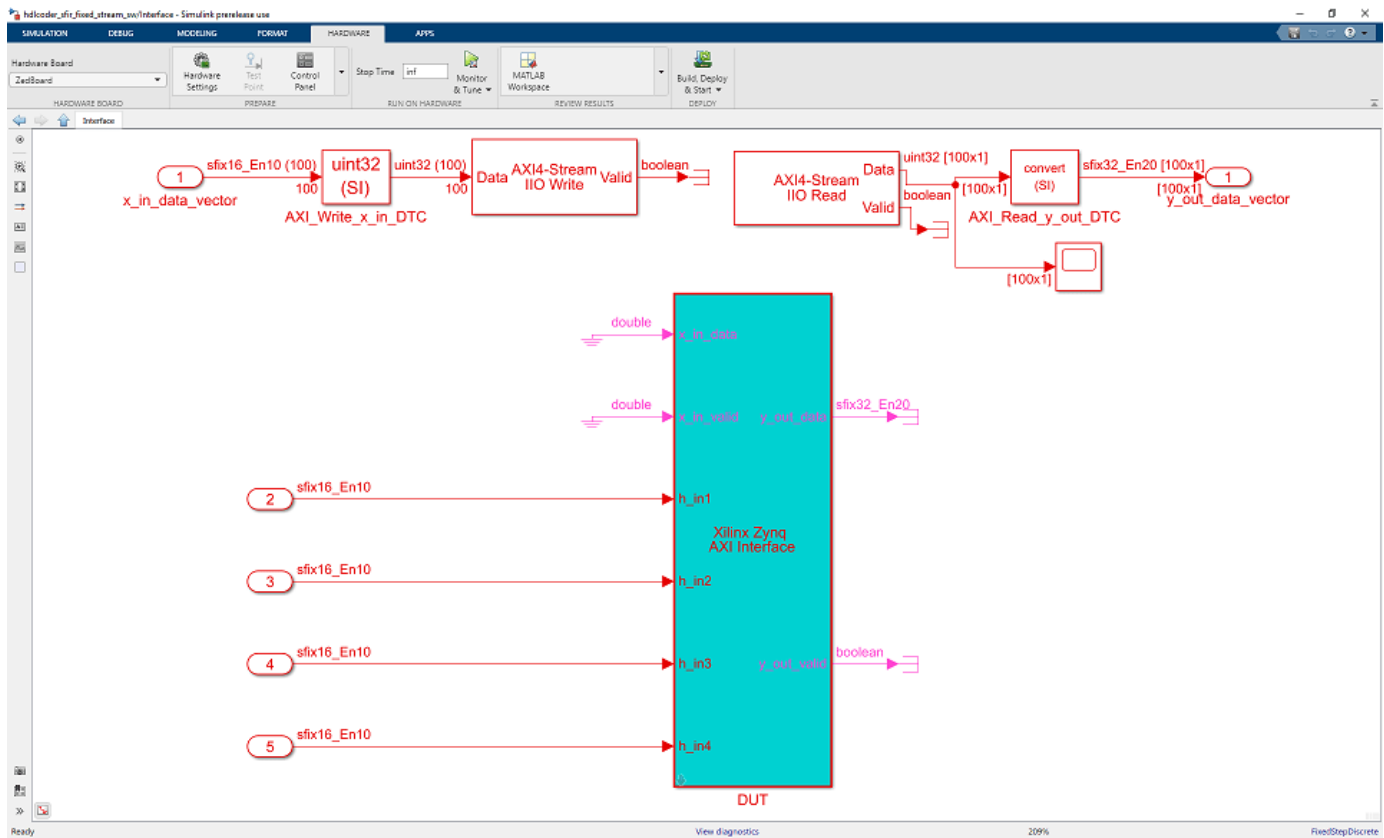 hdlcoder_sfir_fixed_stream_sw/Interface - Simulink prerelease use
SIMULATION DEBUG MODELING FORMAT HARDWARE APPS
Hardware Board
ZedBoard
Hardware Settings
Test Point
Control Panel
Stop Time inf
Monitor & Tune
MATLAB Workspace
Build, Deploy & Start
HARDWARE BOARD PREPARE RUN ON HARDWARE REVIEW RESULTS DEPLOY
Interface
1
x_in_data_vector
sfix16_En10 (100)
100
uint32
(SI)
AXI_Write_x_in_DTC
uint32 (100)
100
Data
AXI4-Stream
IIO Write
Valid
boolean
AXI4-Stream
IIO Read
Data
Valid
uint32 [100x1]
boolean
[100x1]
convert
(SI)
AXI_Read_y_out_DTC
sfix32_En20 [100x1]
[100x1]
1
y_out_data_vector
[100x1]
double
x_in_data
double
x_in_valid
y_out_data
sfix32_En20
2
sfix16_En10
h_in1
Xilinx Zynq
AXI Interface
3
sfix16_En10
h_in2
4
sfix16_En10
h_in3
y_out_valid
boolean
5
sfix16_En10
h_in4
DUT
Ready
View diagnostics
209%
FixedStepDiscrete